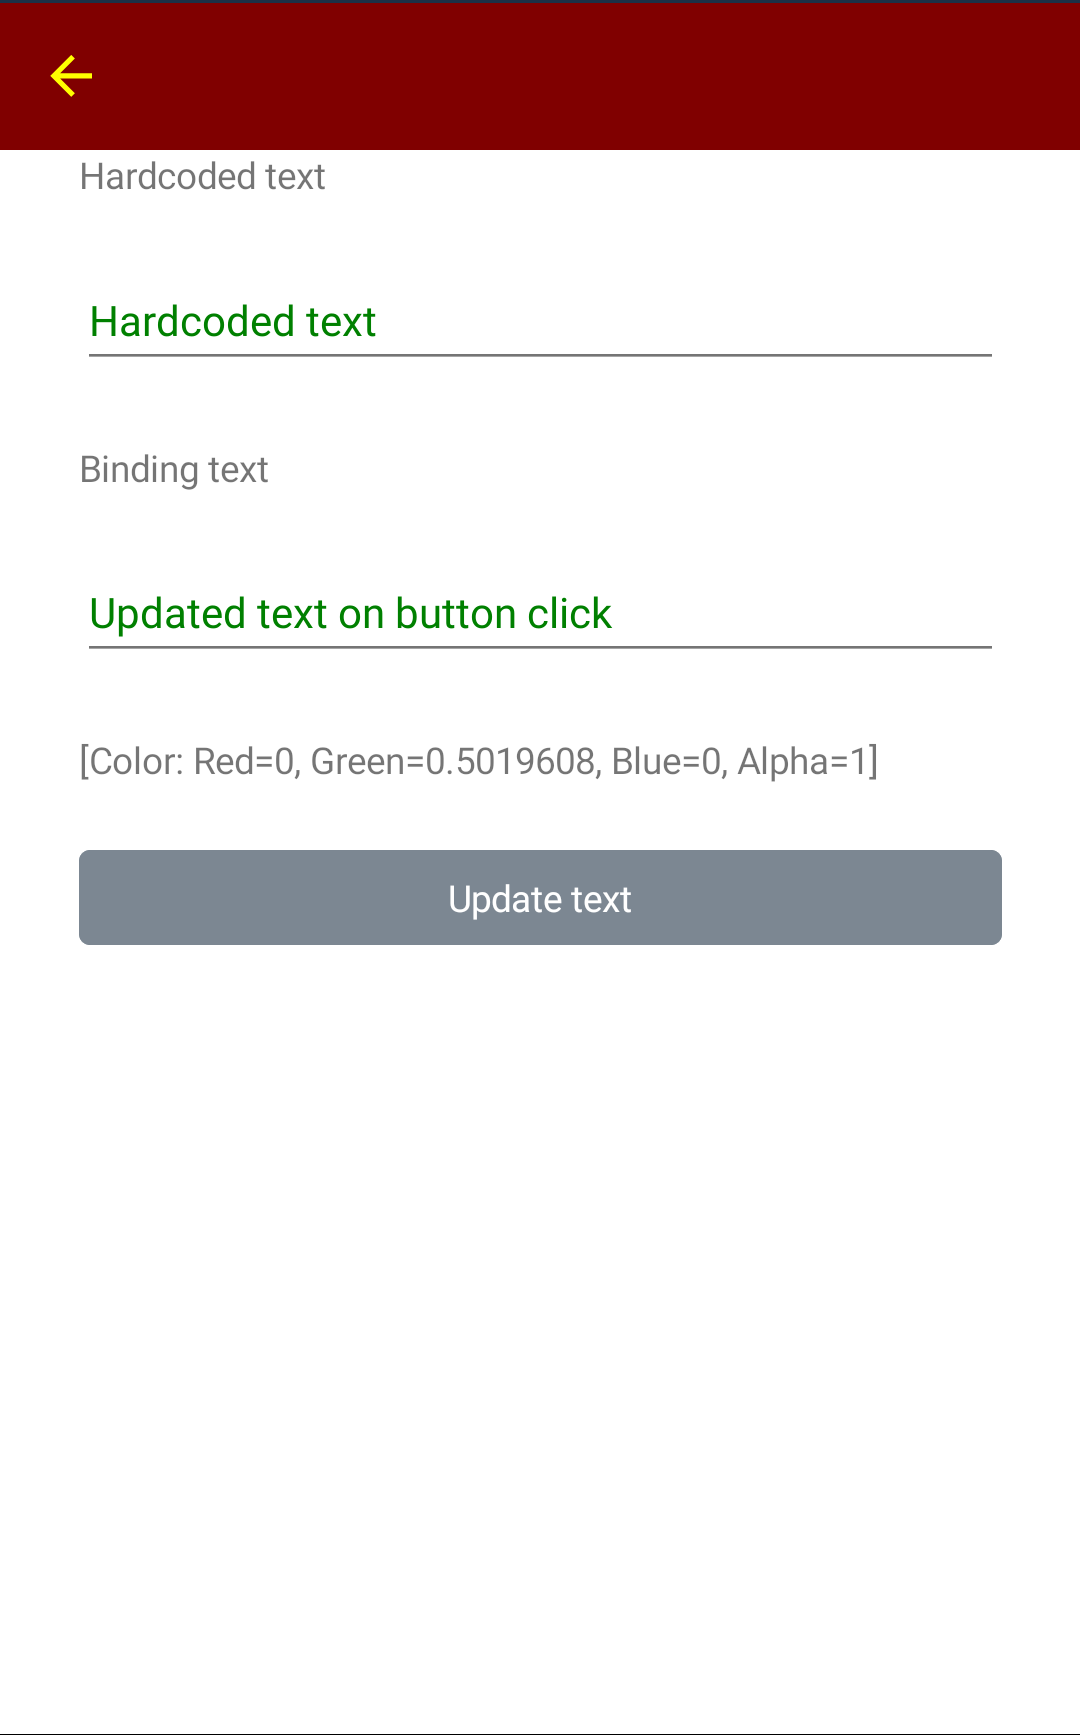 Hardcoded text
Hardcoded text
Binding text
Updated text on button click
[Color: Red=0, Green=0.5019608, Blue=0, Alpha=1]
Update text